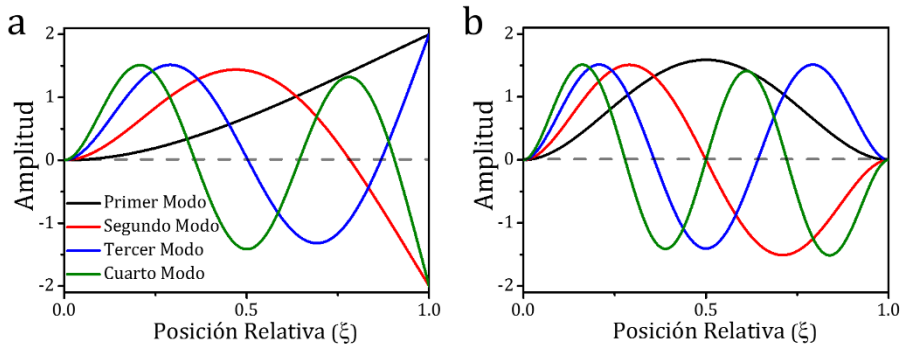 a
2
1
0
-1
-2
Amplitud
Primer Modo
Segundo Modo
Tercer Modo
Cuarto Modo
0.0
0.5
1.0
Posición Relativa (ξ)
b
2
1
0
-1
-2
Amplitud
0.0
0.5
1.0
Posición Relativa (ξ)